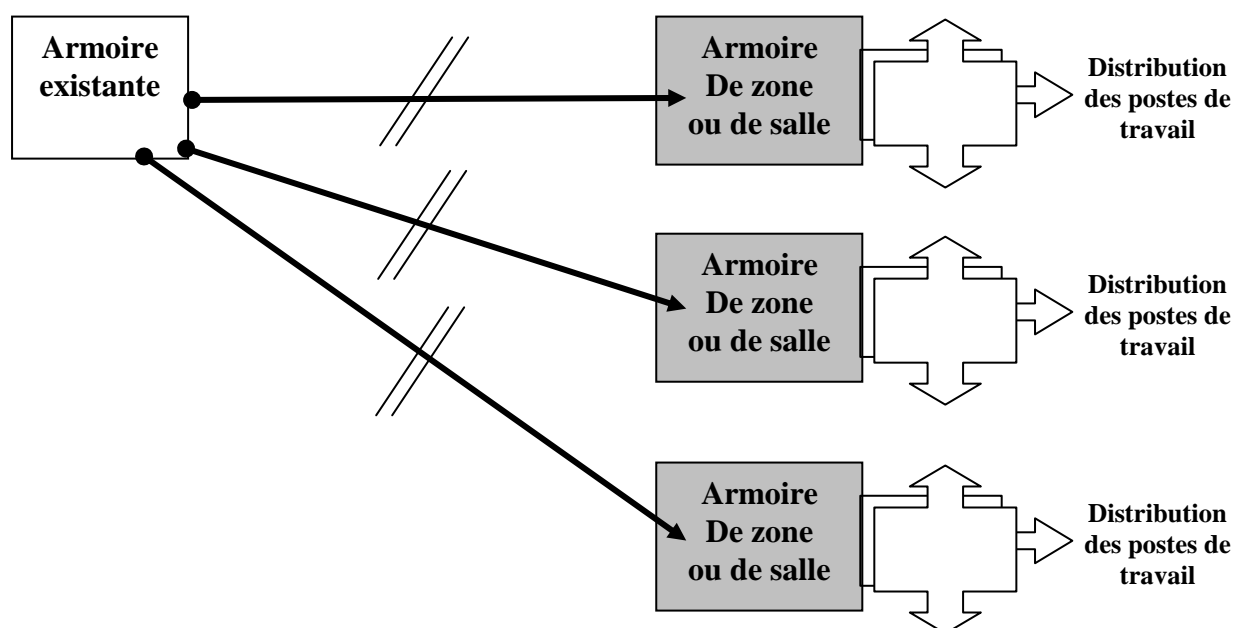 Armoire
existante
Armoire
De zone
ou de salle
Distribution
des postes de
travail
Armoire
De zone
ou de salle
Distribution
des postes de
travail
Armoire
De zone
ou de salle
Distribution
des postes de
travail